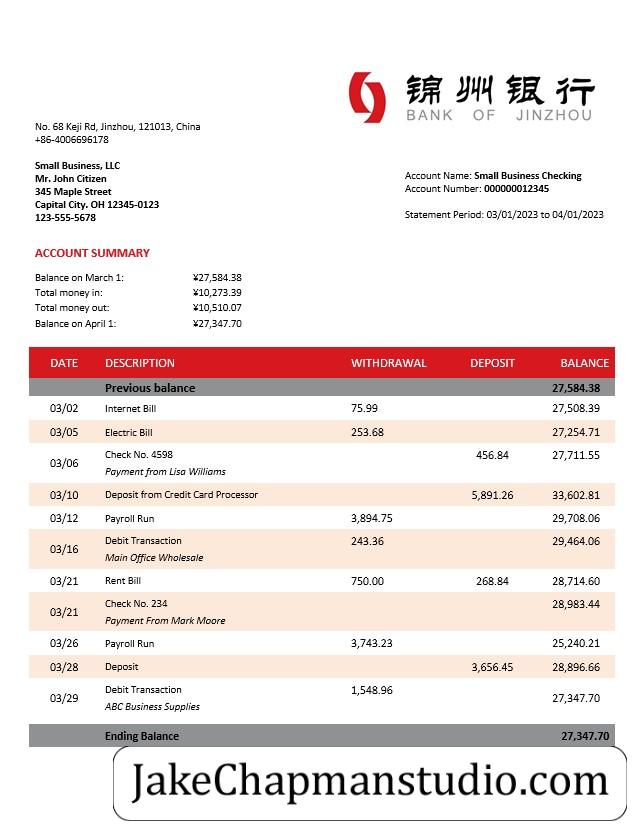 锦州银行
BANK OF JINZHOU
No. 68 Keji Rd, Jinzhou, 121013, China
+86-4006696178
Small Business, LLC
Mr. John Citizen
345 Maple Street
Capital City. OH 12345-0123
123-555-5678
Account Name: Small Business Checking
Account Number: 000000012345
Statement Period: 03/01/2023 to 04/01/2023
ACCOUNT SUMMARY
Balance on March 1: ¥27,584.38
Total money in: ¥10,273.39
Total money out: ¥10,510.07
Balance on April 1: ¥27,347.70
DATE DESCRIPTION WITHDRAWAL DEPOSIT BALANCE
Previous balance 27,584.38
03/02 Internet Bill 75.99 27,508.39
03/05 Electric Bill 253.68 27,254.71
03/06 Check No. 4598 456.84 27,711.55
Payment from Lisa Williams
03/10 Deposit from Credit Card Processor 5,891.26 33,602.81
03/12 Payroll Run 3,894.75 29,708.06
03/16 Debit Transaction 243.36 29,464.06
Main Office Wholesale
03/21 Rent Bill 750.00 268.84 28,714.60
03/21 Check No. 234 28,983.44
Payment From Mark Moore
03/26 Payroll Run 3,743.23 25,240.21
03/28 Deposit 3,656.45 28,896.66
03/29 Debit Transaction 1,548.96 27,347.70
ABC Business Supplies
Ending Balance 27,347.70
JakeChapmanstudio.com